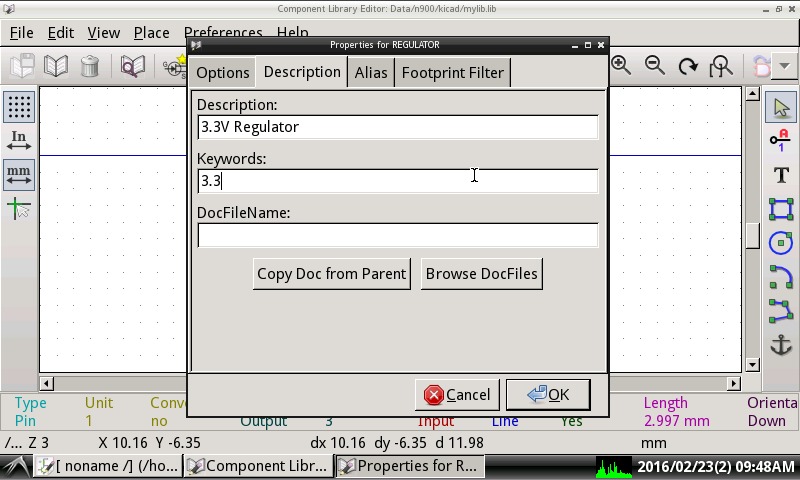 Component Library Editor: Data/n900/kicad/mylib.lib
File Edit View Place Preferences Help
Properties for REGULATOR
Options Description Alias Footprint Filter
Description:
3.3V Regulator
Keywords:
3.3
DocFileName:
Copy Doc from Parent Browse DocFiles
Cancel OK
In
mm
A
1
T
Type Unit Conve Length Orienta
Pin 1 no Output 3 Input Line Yes 2.997 mm Down
/... Z 3 X 10.16 Y -6.35 dx 10.16 dy -6.35 d 11.98 mm
[ noname /] (/ho... Component Libr... Properties for R... 2016/02/23(2) 09:48AM